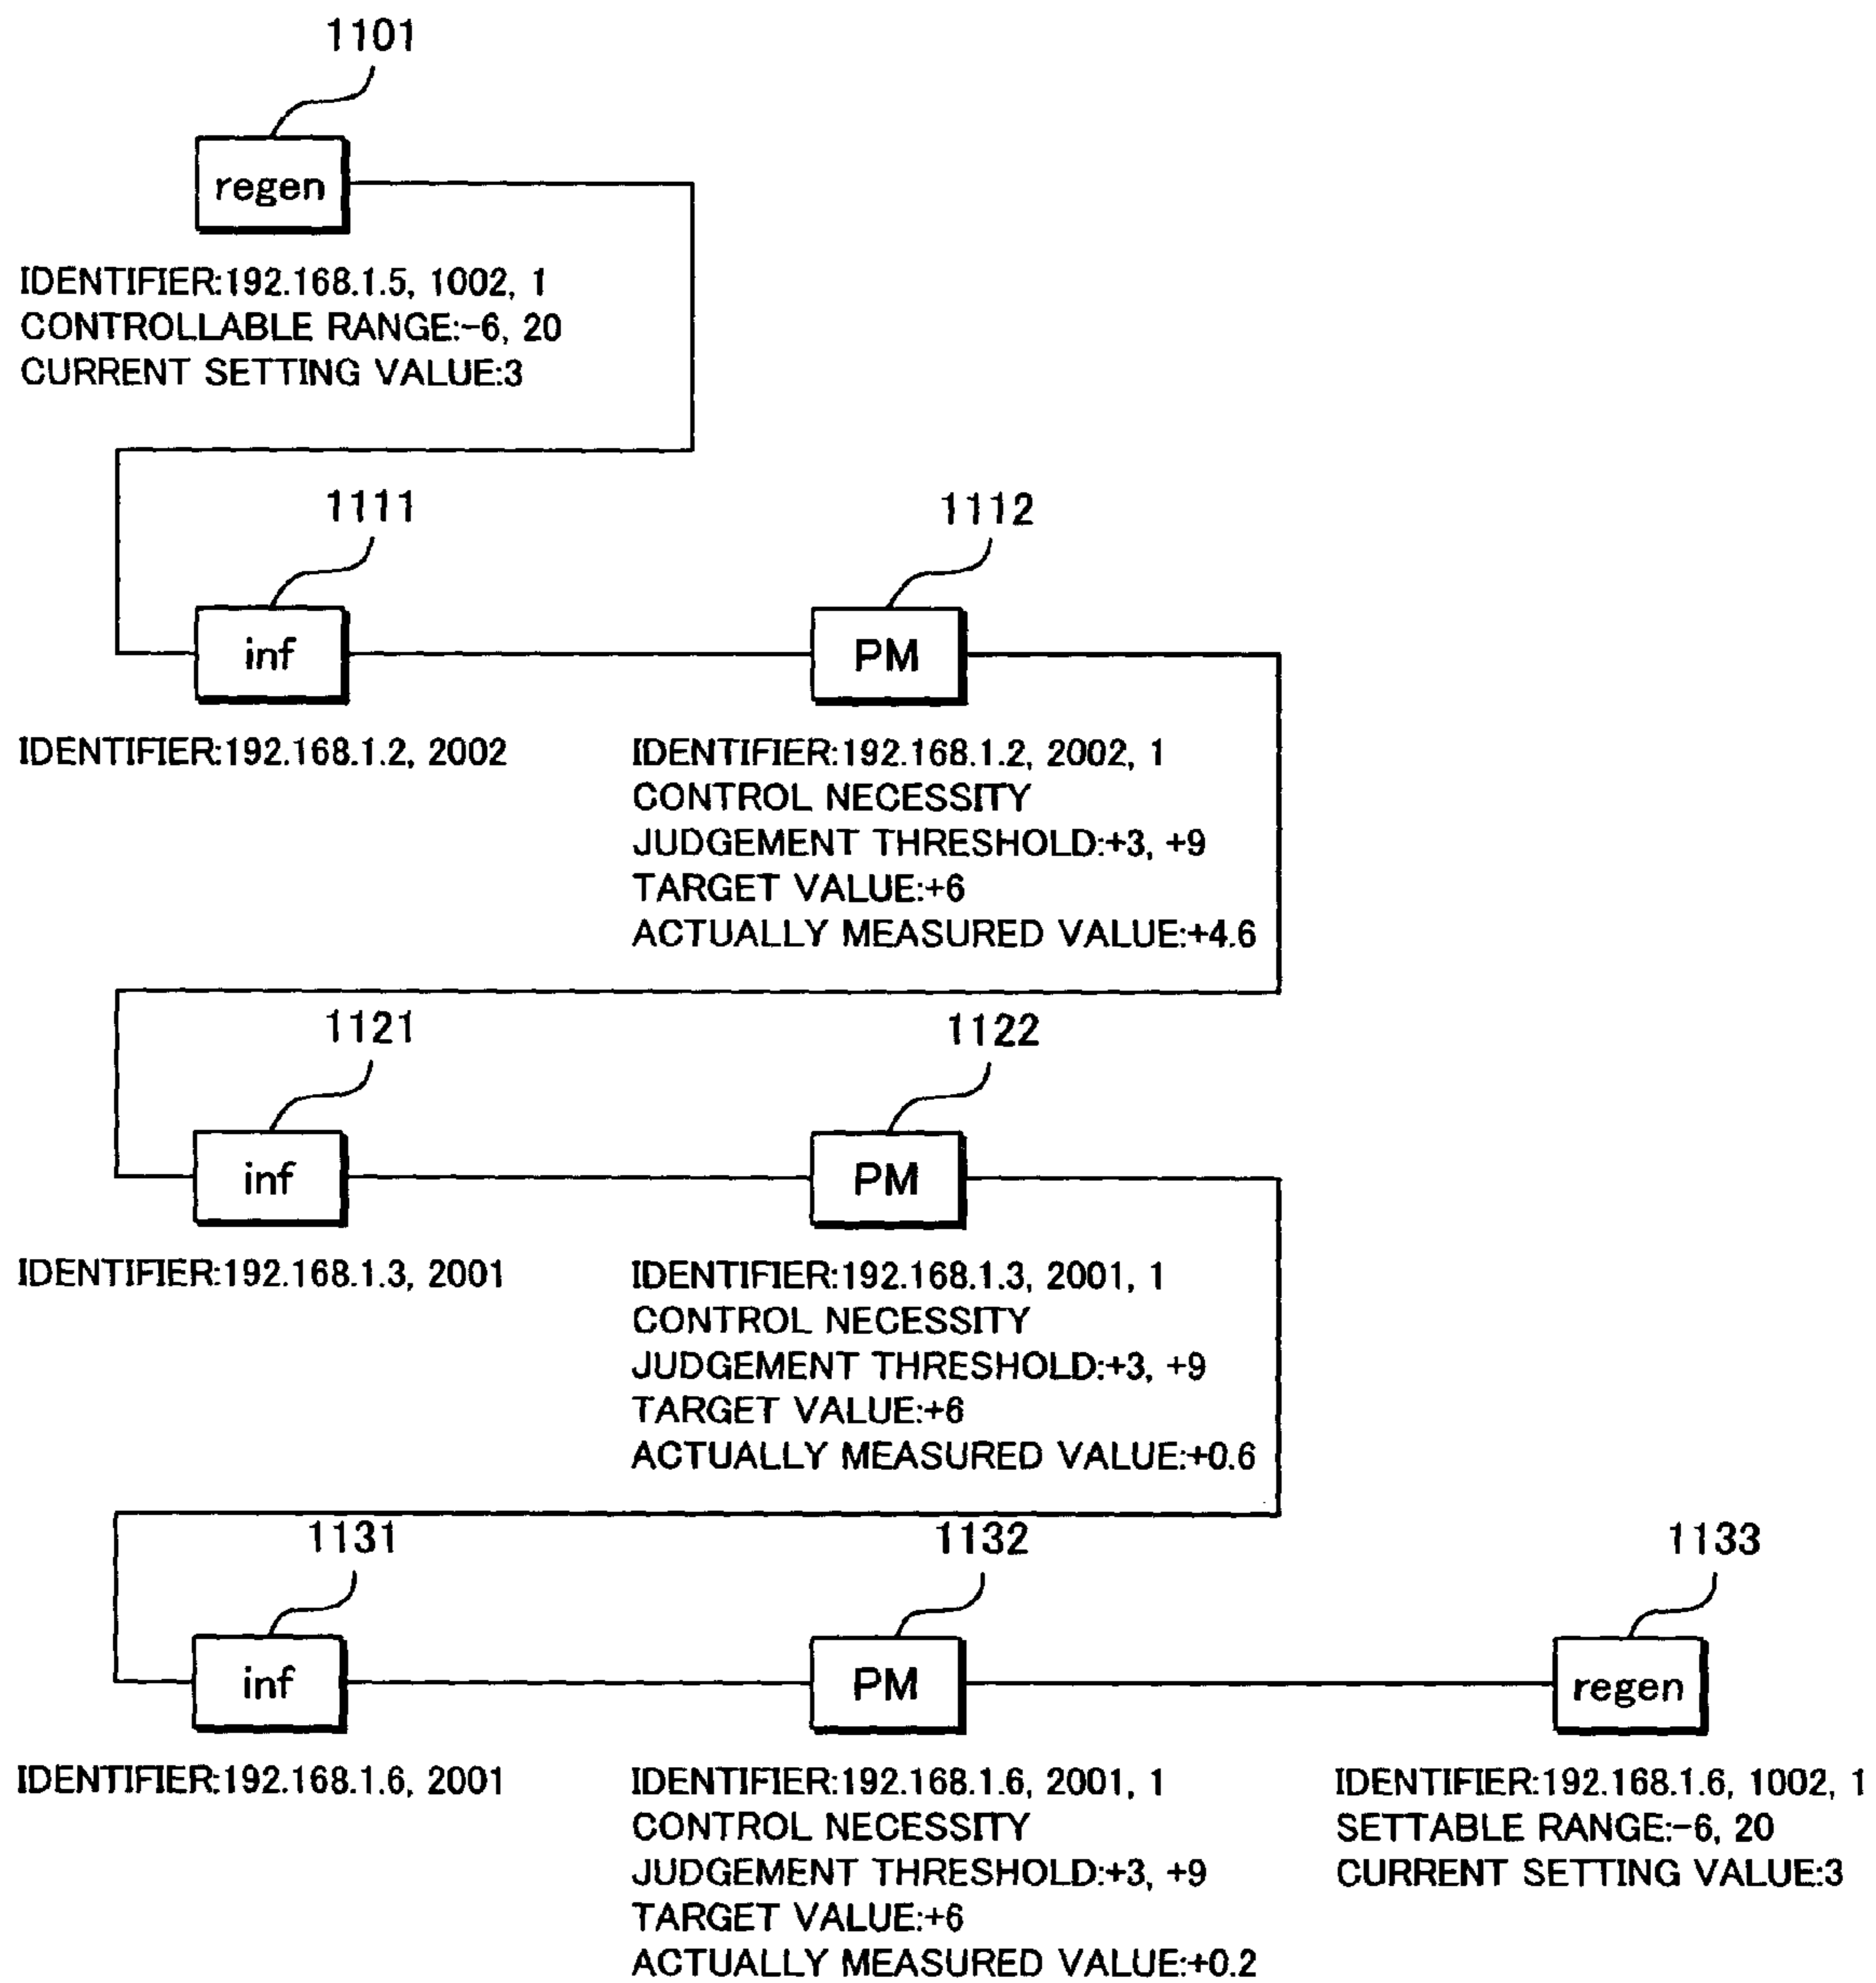 1101
regen
IDENTIFIER:192.168.1.5, 1002, 1
CONTROLLABLE RANGE:-6, 20
CURRENT SETTING VALUE:3
1111
1112
inf
PM
IDENTIFIER:192.168.1.2, 2002
IDENTIFIER:192.168.1.2, 2002, 1
CONTROL NECESSITY
JUDGEMENT THRESHOLD:+3, +9
TARGET VALUE:+6
ACTUALLY MEASURED VALUE:+4.6
1121
1122
inf
PM
IDENTIFIER:192.168.1.3, 2001
IDENTIFIER:192.168.1.3, 2001, 1
CONTROL NECESSITY
JUDGEMENT THRESHOLD:+3, +9
TARGET VALUE:+6
ACTUALLY MEASURED VALUE:+0.6
1131
1132
1133
inf
PM
regen
IDENTIFIER:192.168.1.6, 2001
IDENTIFIER:192.168.1.6, 2001, 1
CONTROL NECESSITY
JUDGEMENT THRESHOLD:+3, +9
TARGET VALUE:+6
ACTUALLY MEASURED VALUE:+0.2
IDENTIFIER:192.168.1.6, 1002, 1
SETTABLE RANGE:-6, 20
CURRENT SETTING VALUE:3